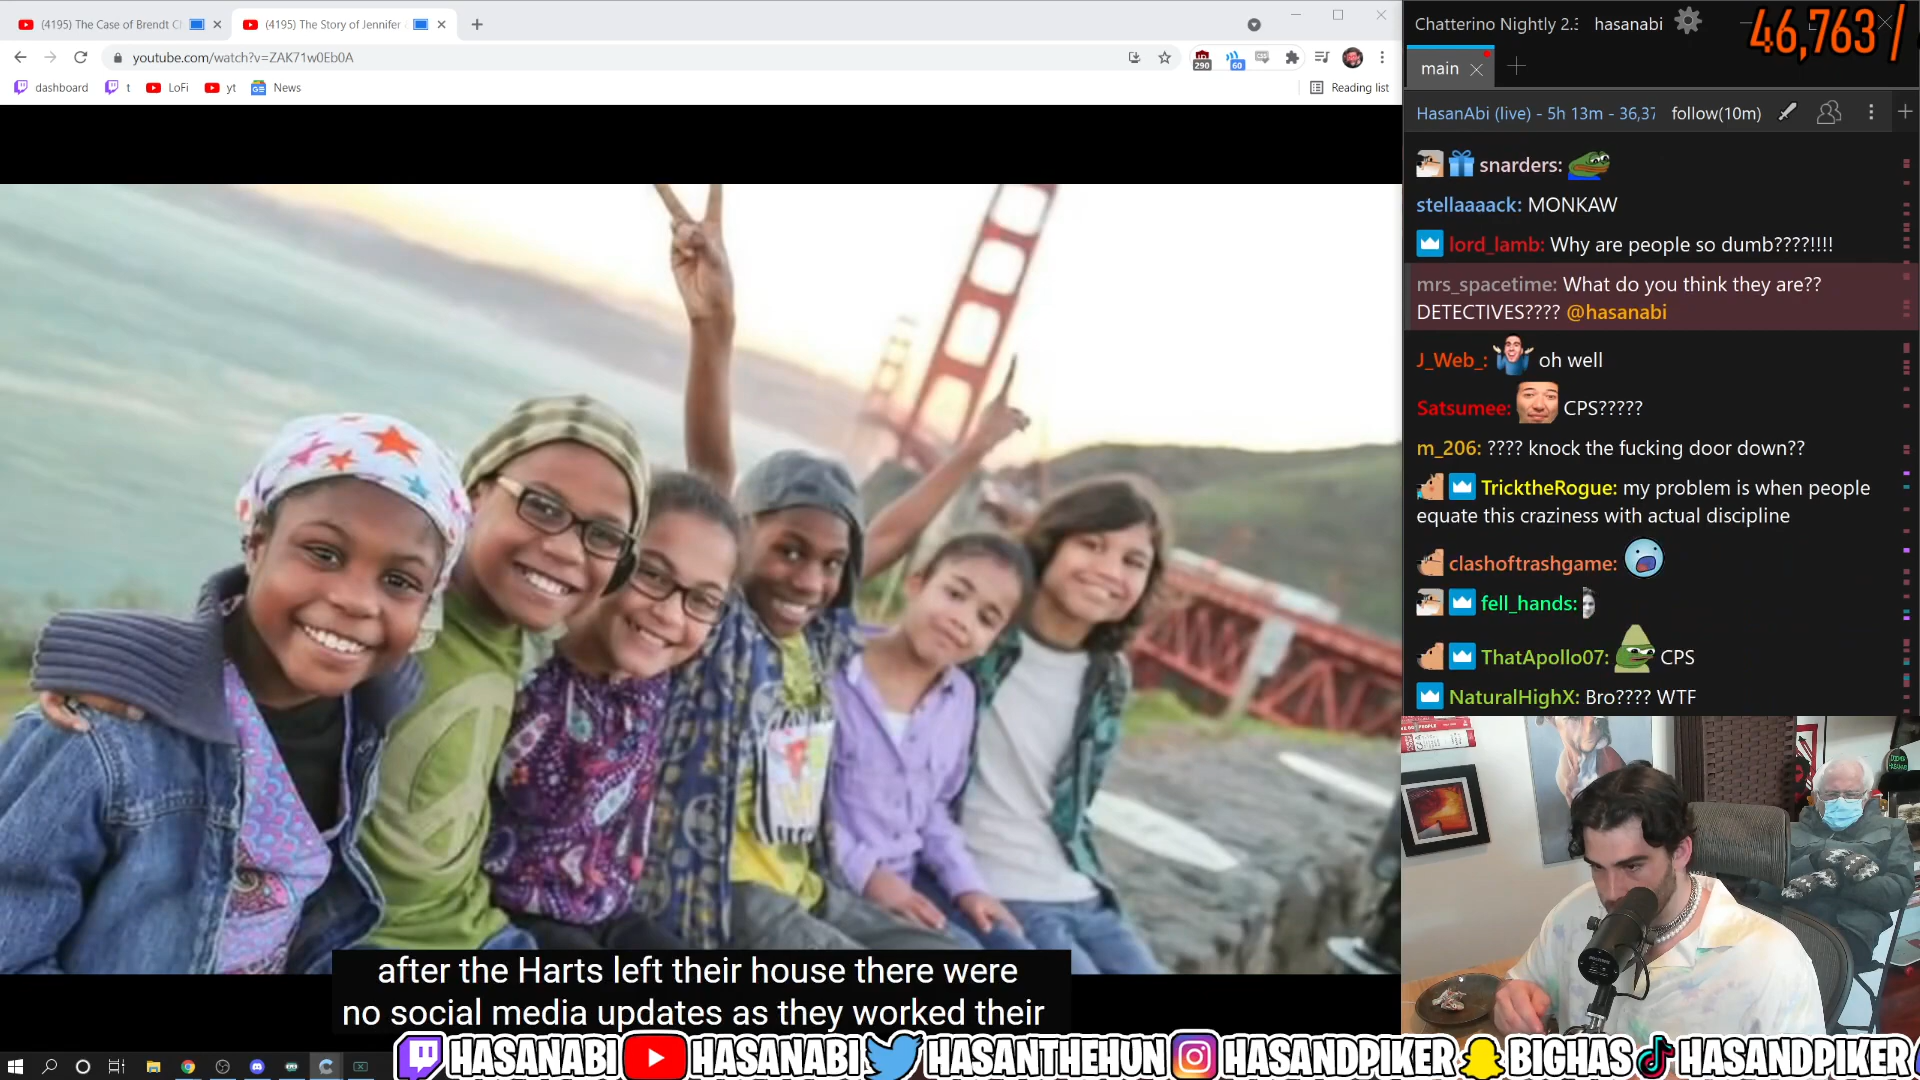 (4195) The Case of Brendt C
(4195) The Story of Jennifer
youtube.com/watch?v=ZAK71w0Eb0A
290
60
dashboard
t
LoFi
yt
News
Reading list
after the Harts left their house there were
no social media updates as they worked their
Chatterino Nightly 2.
hasanabi
46,763 /
main
HasanAbi (live) - 5h 13m - 36,37
follow(10m)
snarders:
stellaaaack: MONKAW
lord_lamb: Why are people so dumb????!!!!
mrs_spacetime: What do you think they are??
DETECTIVES???? @hasanabi
J_Web_: oh well
Satsumee: CPS?????
m_206: ???? knock the fucking door down??
TricktheRogue: my problem is when people
equate this craziness with actual discipline
clashoftrashgame:
fell_hands:
ThatApollo07: CPS
NaturalHighX: Bro???? WTF
HASANABI HASANABI HASANTHEHUN HASANDPIKER BIGHAS HASANDPIKER